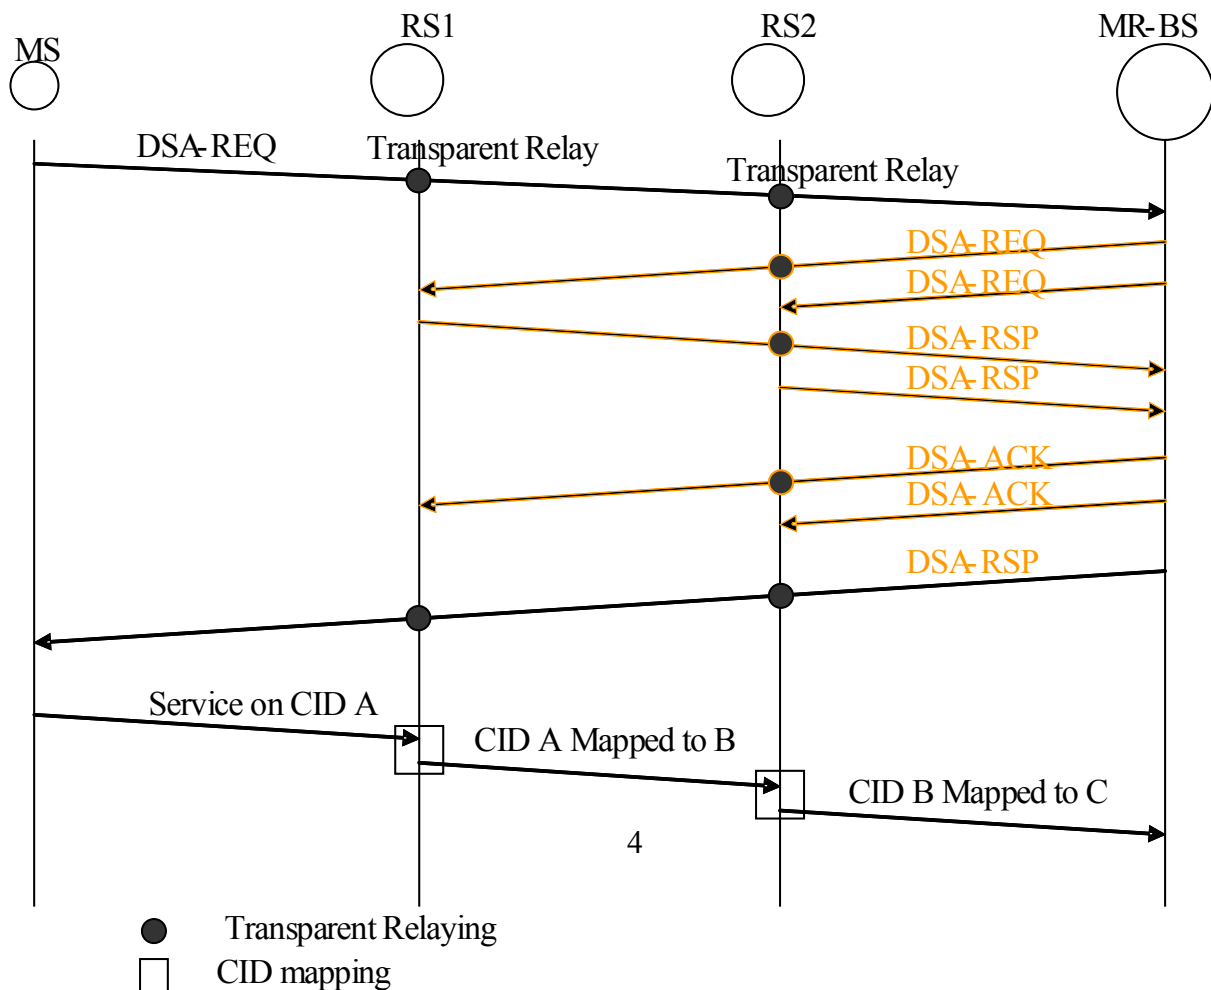 MS
RS1
RS2
MR-BS
DSA-REQ
Transparent Relay
Transparent Relay
DSA-REQ
DSA-REQ
DSA-RSP
DSA-RSP
DSA-ACK
DSA-ACK
DSA-RSP
Service on CID A
CID A Mapped to B
CID B Mapped to C
4
Transparent Relaying
CID mapping